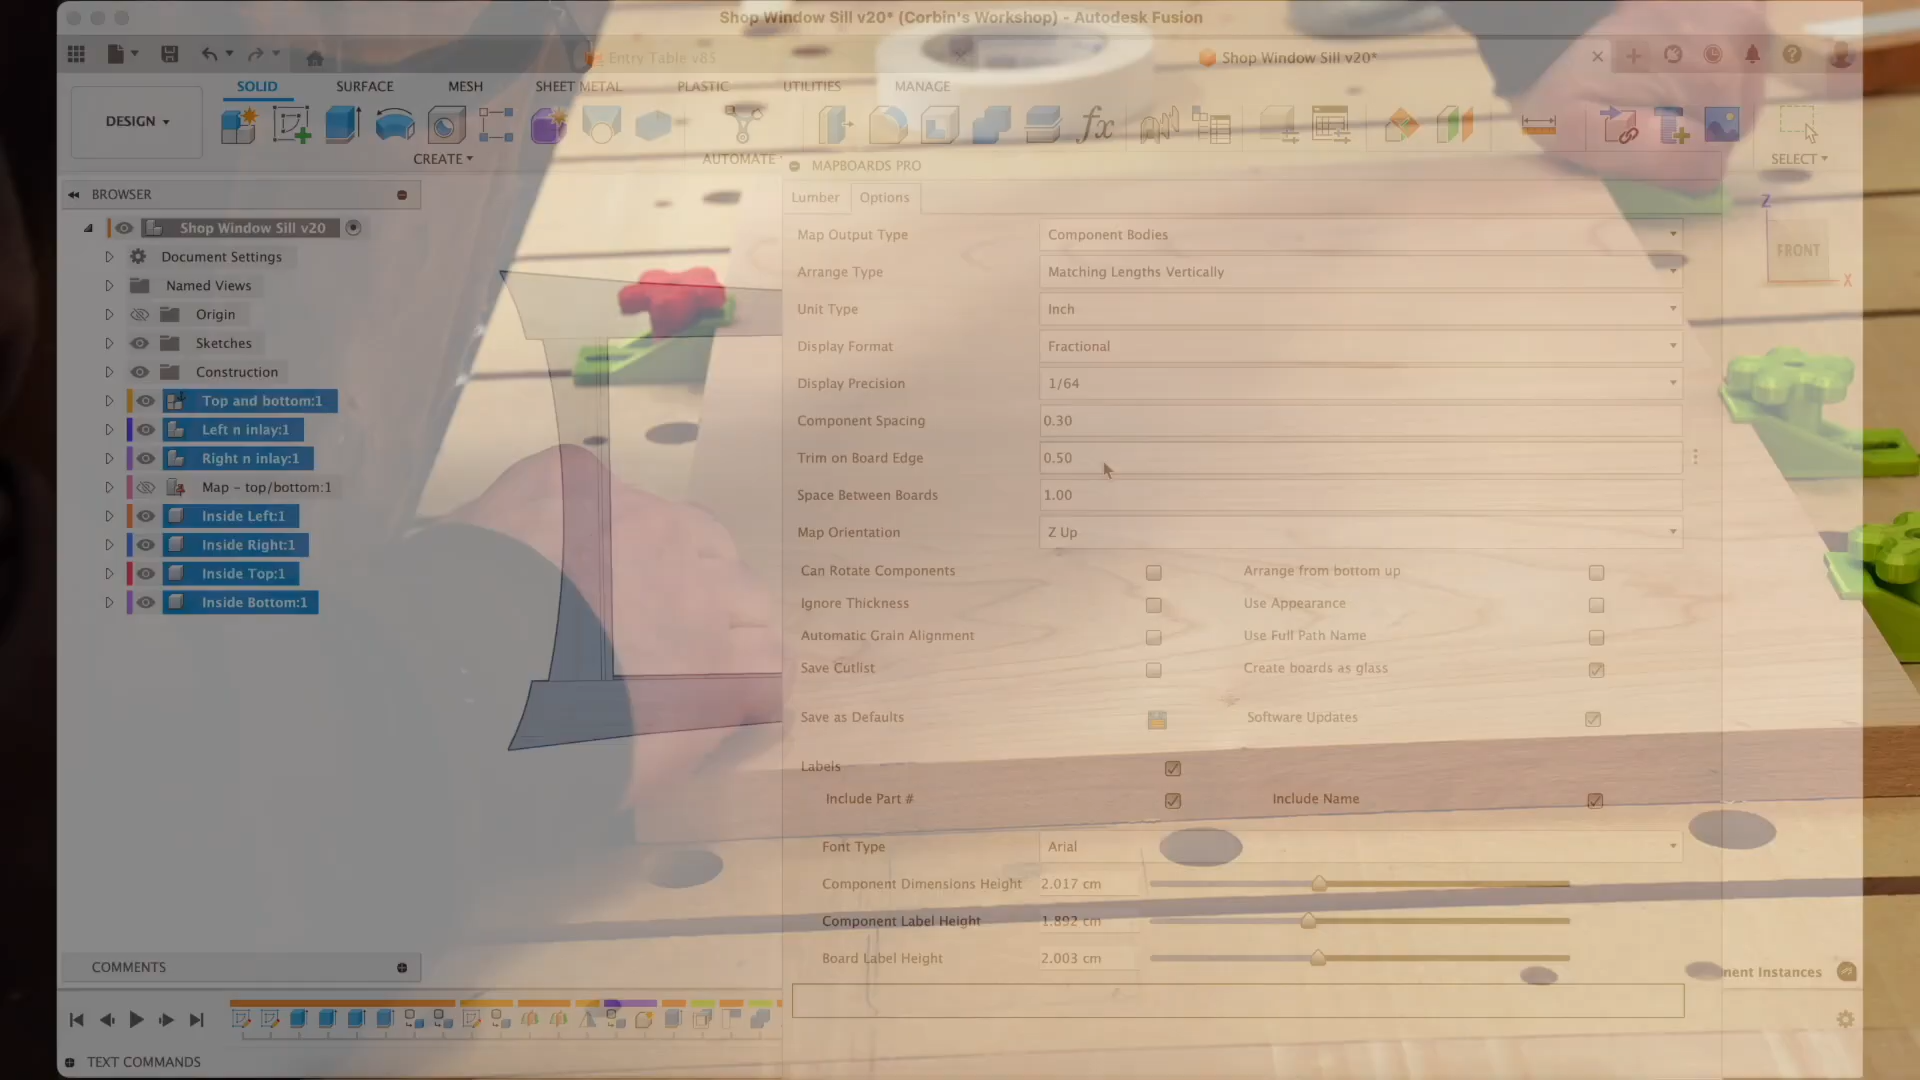 Shop Window Sill v20* (Corbin's Workshop) - Autodesk Fusion
Entry Table v85
Shop Window Sill v20*
SOLID
SURFACE
MESH
SHEET METAL
PLASTIC
UTILITIES
MANAGE
DESIGN
fx
CREATE
AUTOMATE
SELECT
MAPBOARDS PRO
BROWSER
Lumber
Options
Z
FRONT
X
Shop Window Sill v20
Document Settings
Named Views
Origin
Sketches
Construction
Top and bottom:1
Left n inlay:1
Right n inlay:1
Map - top/bottom:1
Inside Left:1
Inside Right:1
Inside Top:1
Inside Bottom:1
Map Output Type
Component Bodies
Arrange Type
Matching Lengths Vertically
Unit Type
Inch
Display Format
Fractional
Display Precision
1/64
Component Spacing
0.30
Trim on Board Edge
0.50
Space Between Boards
1.00
Map Orientation
Z Up
Can Rotate Components
Arrange from bottom up
Ignore Thickness
Use Appearance
Automatic Grain Alignment
Use Full Path Name
Save Cutlist
Create boards as glass
Save as Defaults
Software Updates
Labels
Include Part #
Include Name
Font Type
Arial
Component Dimensions Height
2.017 cm
Component Label Height
1.892 cm
Board Label Height
2.003 cm
COMMENTS
nent Instances
TEXT COMMANDS